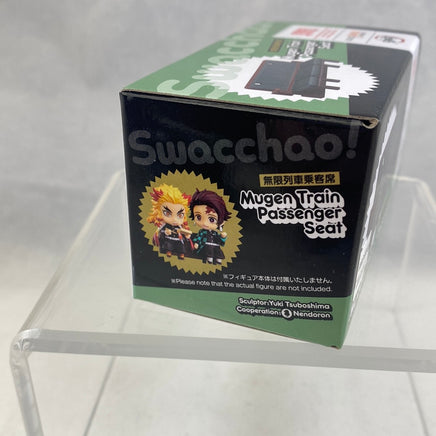 Swacchao!
Swacchao!
無限列車乗客席
Mugen Train
Passenger
Seat
※フィギュア本体は付属いたしません。
※Please note that the actual figure are not included.
Sculptor:Yuki Tsuboshima
Cooperation: Nendoron